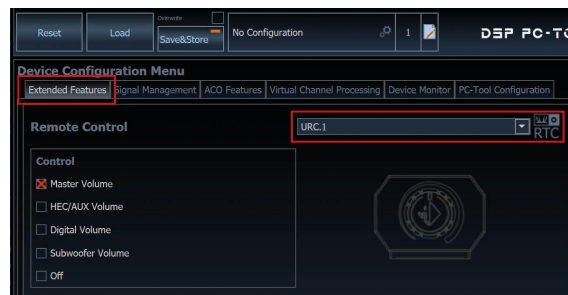 Overwrite
Reset
Load
Save&Store
No Configuration
1
DSP PC-TO
Device Configuration Menu
Extended Features
Signal Management
ACO Features
Virtual Channel Processing
Device Monitor
PC-Tool Configuration
Remote Control
URC.1
RTC
Control
Master Volume
HEC/AUX Volume
Digital Volume
Subwoofer Volume
Off